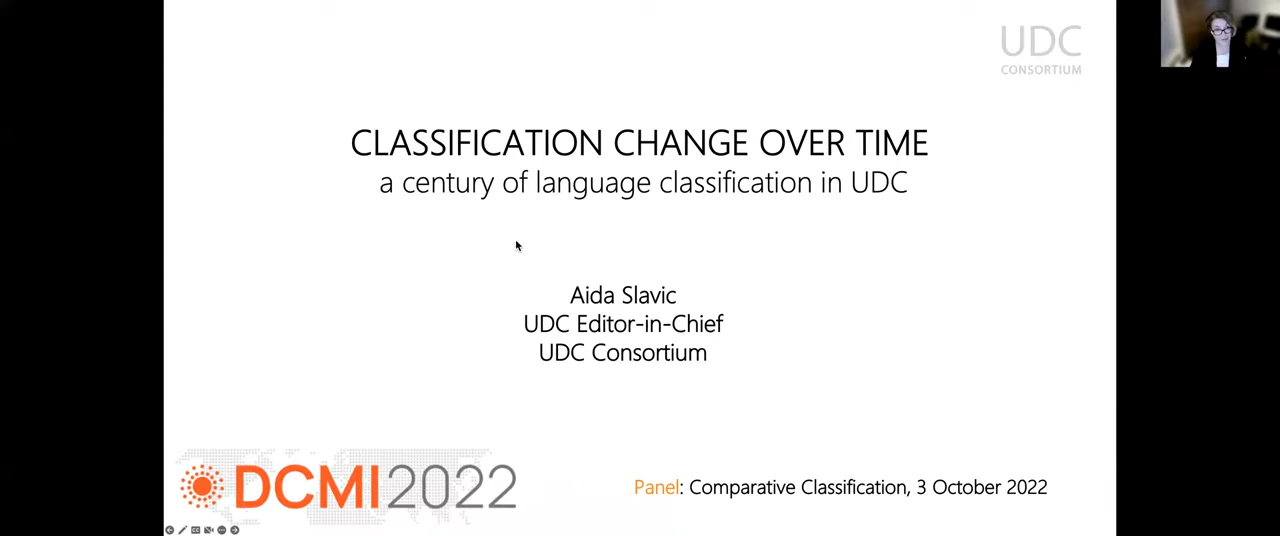 UDC
CONSORTIUM
CLASSIFICATION CHANGE OVER TIME
a century of language classification in UDC
Aida Slavic
UDC Editor-in-Chief
UDC Consortium
DCMI2022
Panel: Comparative Classification, 3 October 2022